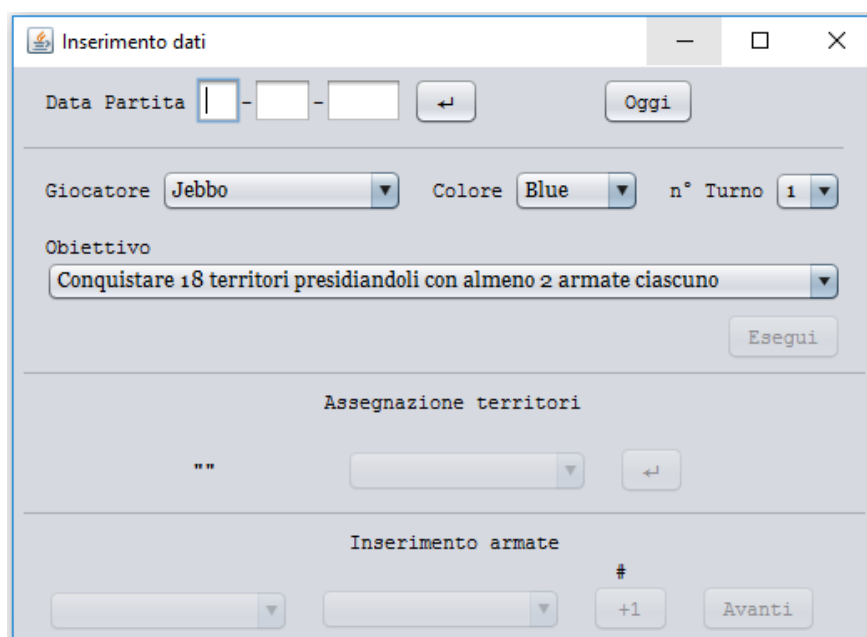 Inserimento dati
Data Partita - - ↵ Oggi
Giocatore Jebbo Colore Blue n° Turno 1
Obiettivo
Conquistare 18 territori presidiandoli con almeno 2 armate ciascuno
Esegui
Assegnazione territori
"" ↵
Inserimento armate
#
+1 Avanti